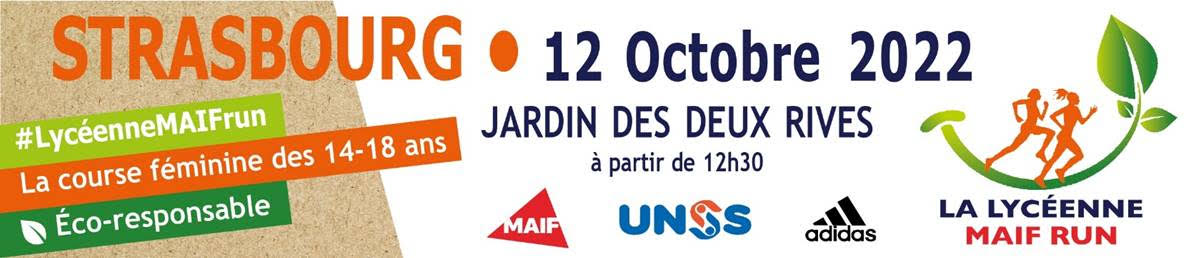 STRASBOURG • 12 Octobre 2022
#LycéenneMAIFrun
La course féminine des 14-18 ans
Éco-responsable
JARDIN DES DEUX RIVES
à partir de 12h30
MAIF
UNSS
adidas
LA LYCÉENNE
MAIF RUN